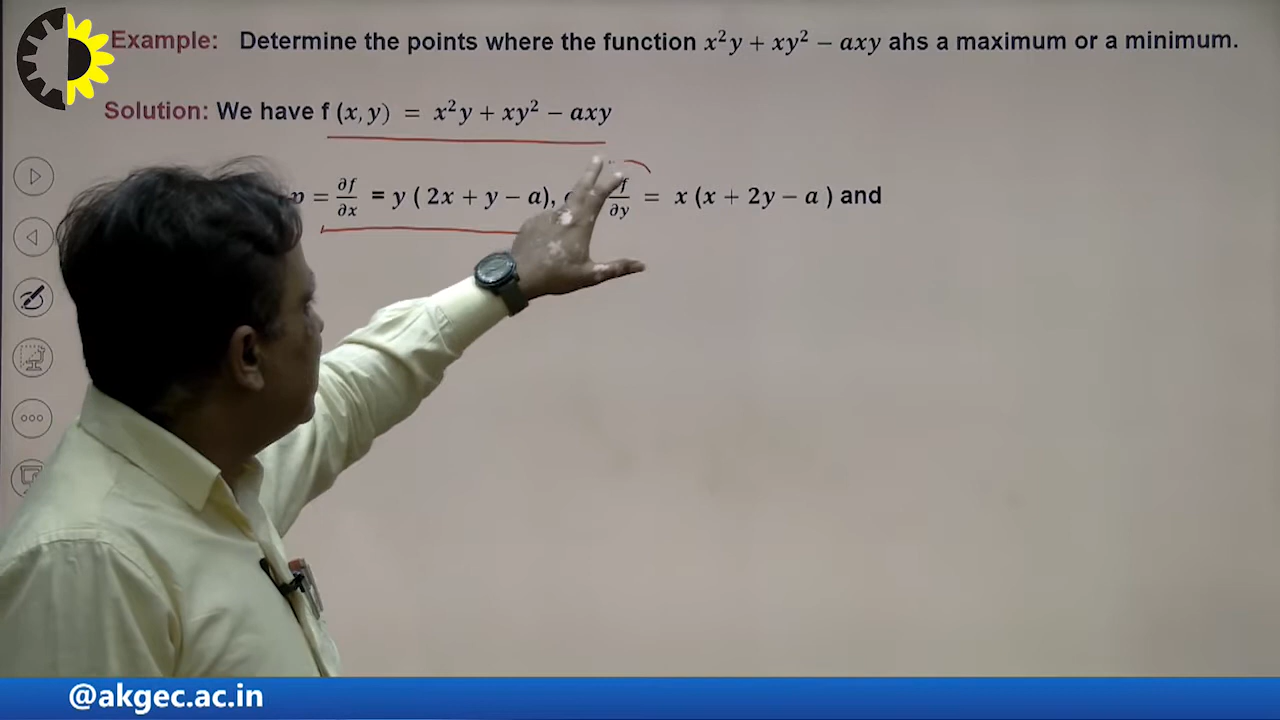 Example: Determine the points where the function x²y + xy² − axy ahs a maximum or a minimum.
Solution: We have f (x, y) = x²y + xy² − axy
p = ∂f/∂x = y ( 2x + y − a), f/∂y = x (x + 2y − a ) and
@akgec.ac.in